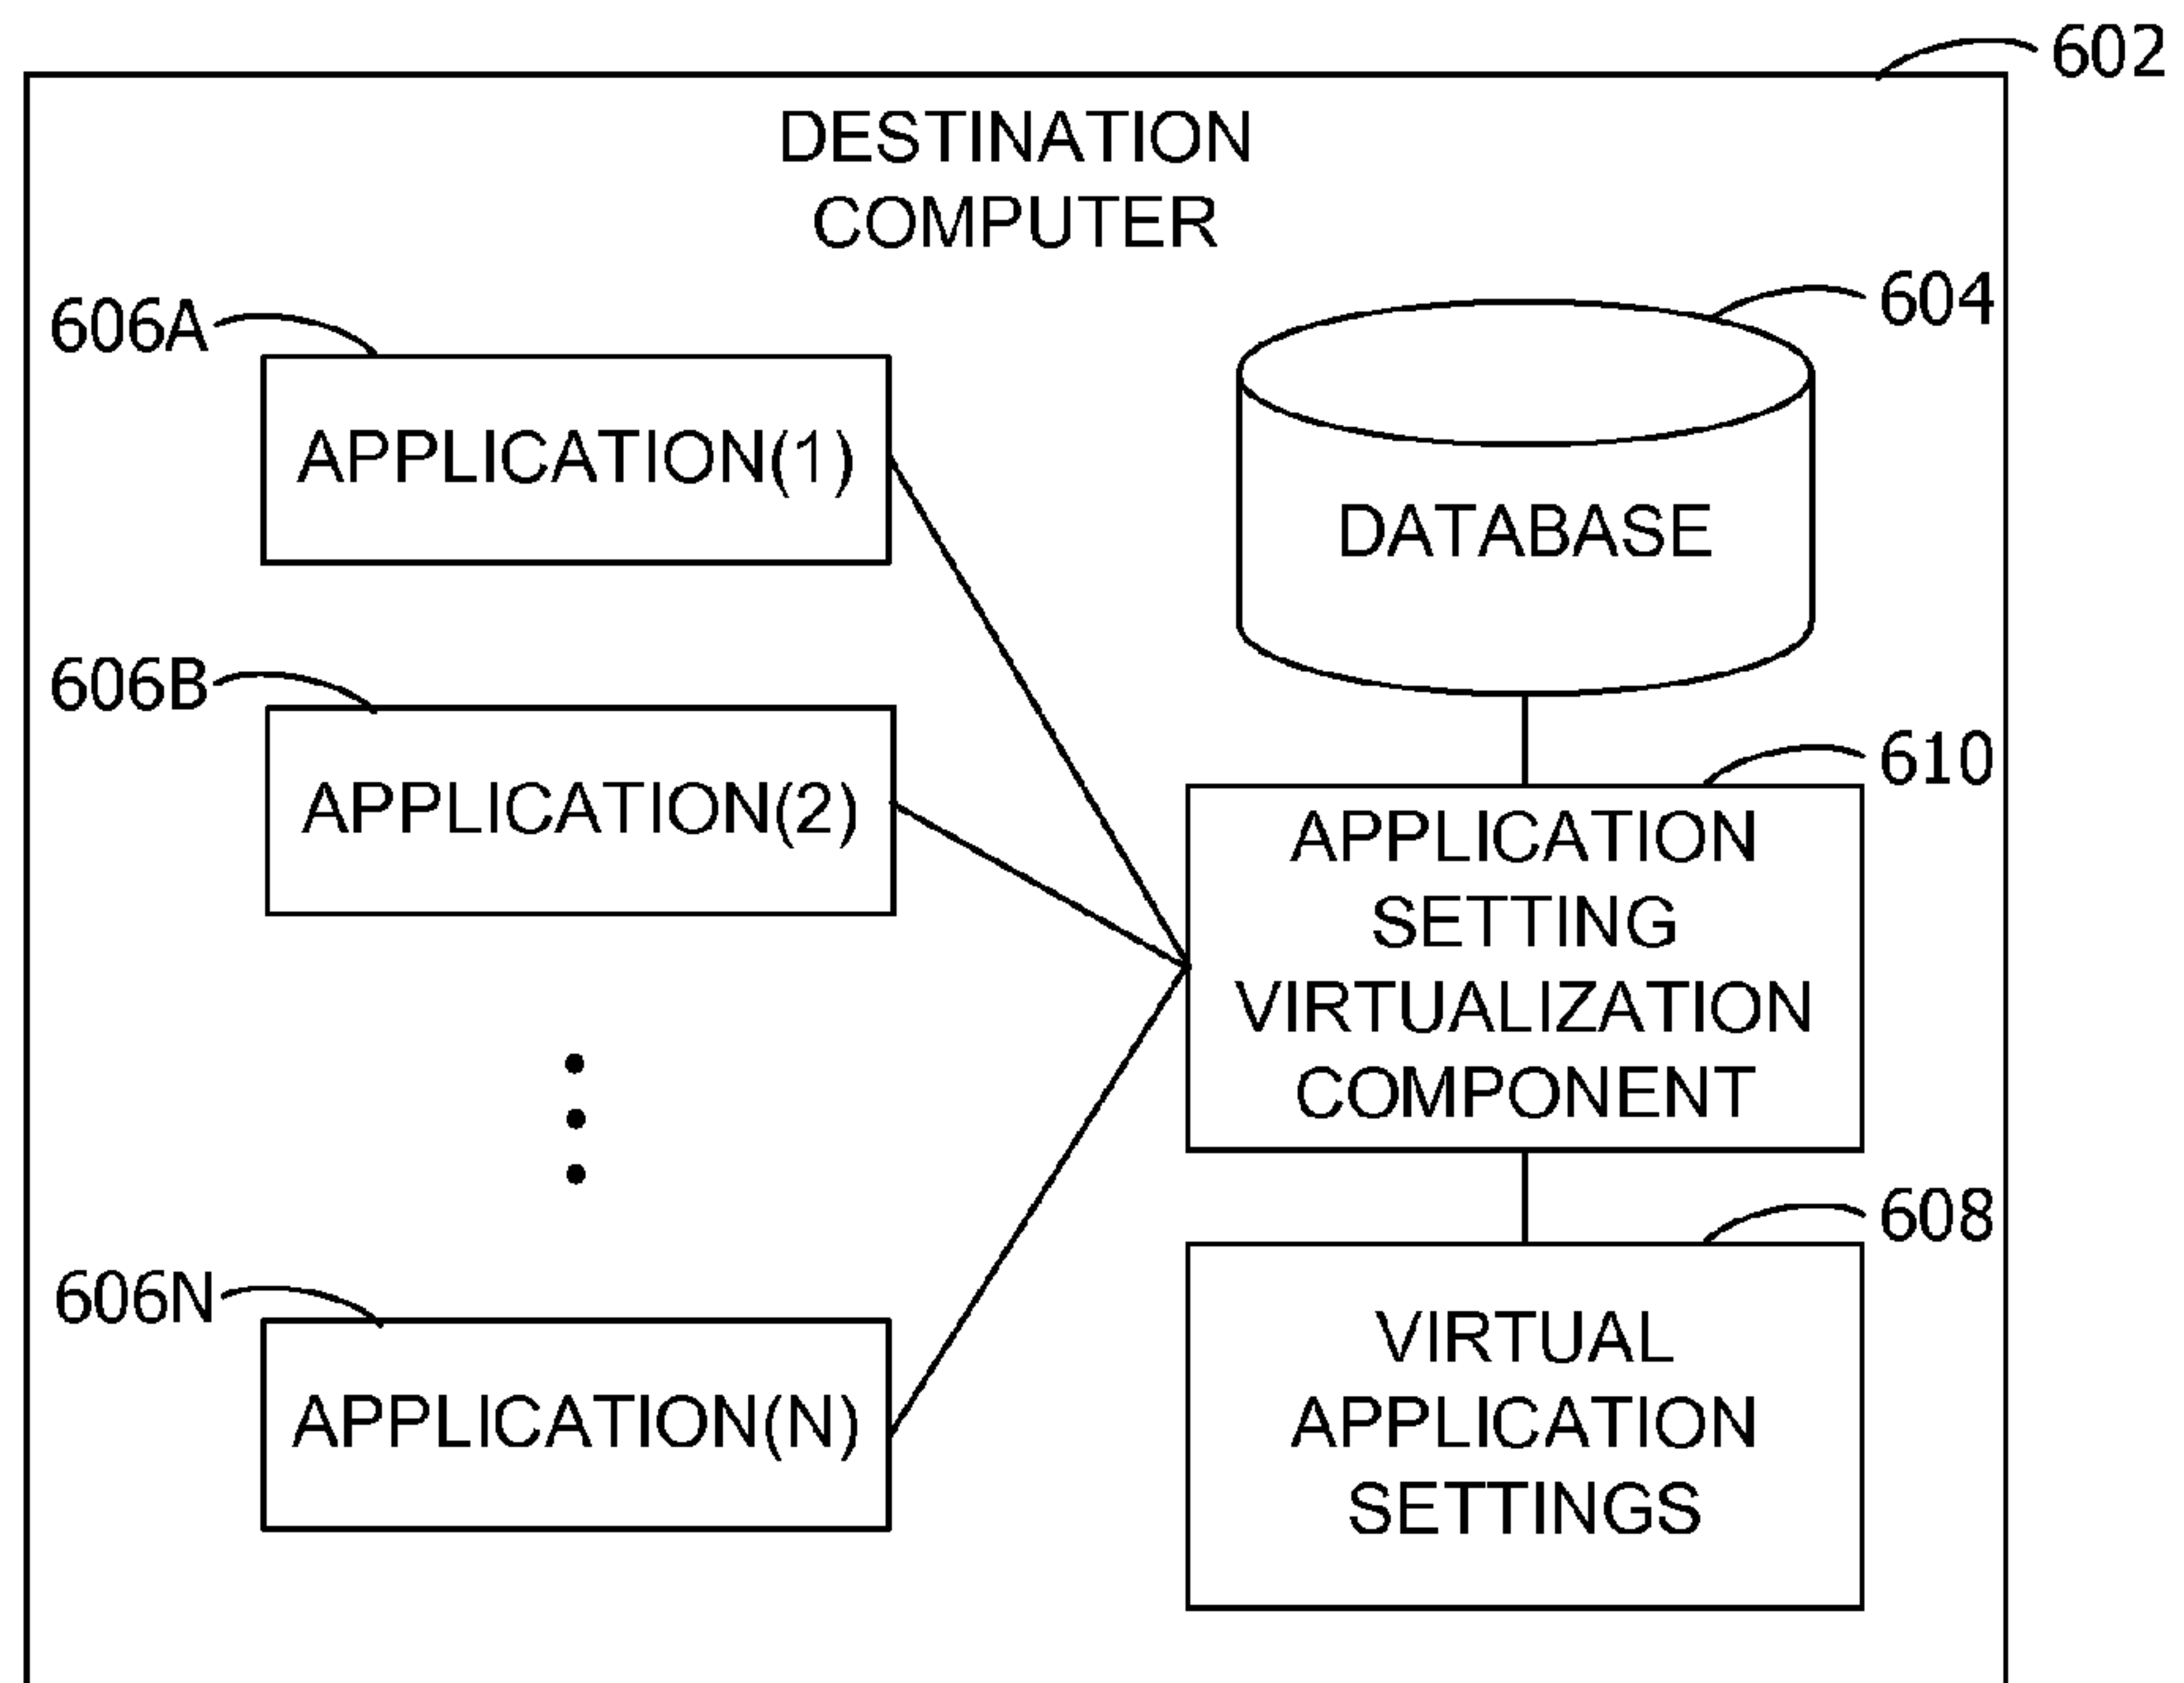 602
DESTINATION
COMPUTER
604
606A
APPLICATION(1)
DATABASE
606B
APPLICATION(2)
610
APPLICATION
SETTING
VIRTUALIZATION
COMPONENT
608
606N
APPLICATION(N)
VIRTUAL
APPLICATION
SETTINGS